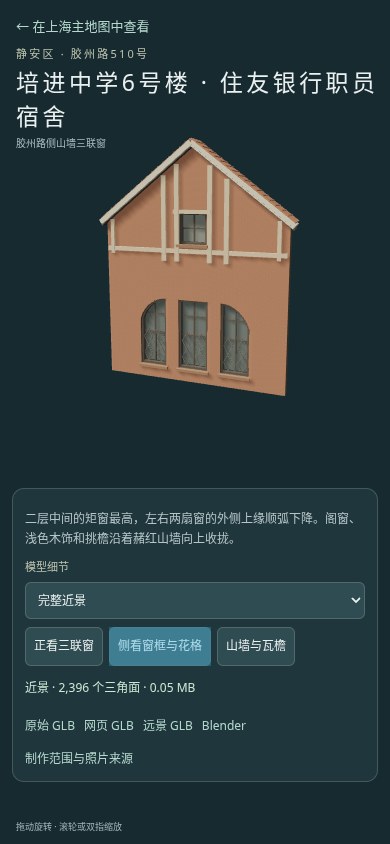 ← 在上海主地图中查看
静安区 · 胶州路510号
培进中学6号楼 · 住友银行职员
宿舍
胶州路侧山墙三联窗
二层中间的矩窗最高，左右两扇窗的外侧上缘顺弧下降。阁窗、
浅色木饰和挑檐沿着赭红山墙向上收拢。
模型细节
完整近景
正看三联窗 侧看窗框与花格 山墙与瓦檐
近景 · 2,396 个三角面 · 0.05 MB
原始 GLB 网页 GLB 远景 GLB Blender
制作范围与照片来源
拖动旋转 · 滚轮或双指缩放